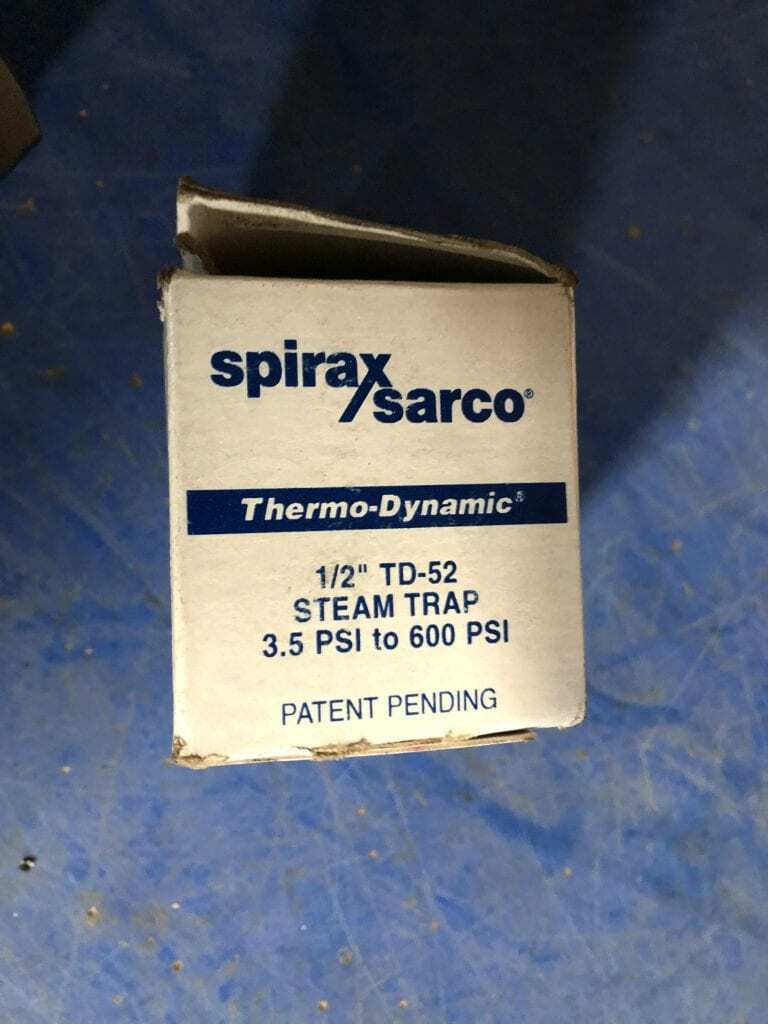 spirax
sarco®
Thermo-Dynamic®
1/2" TD-52
STEAM TRAP
3.5 PSI to 600 PSI
PATENT PENDING